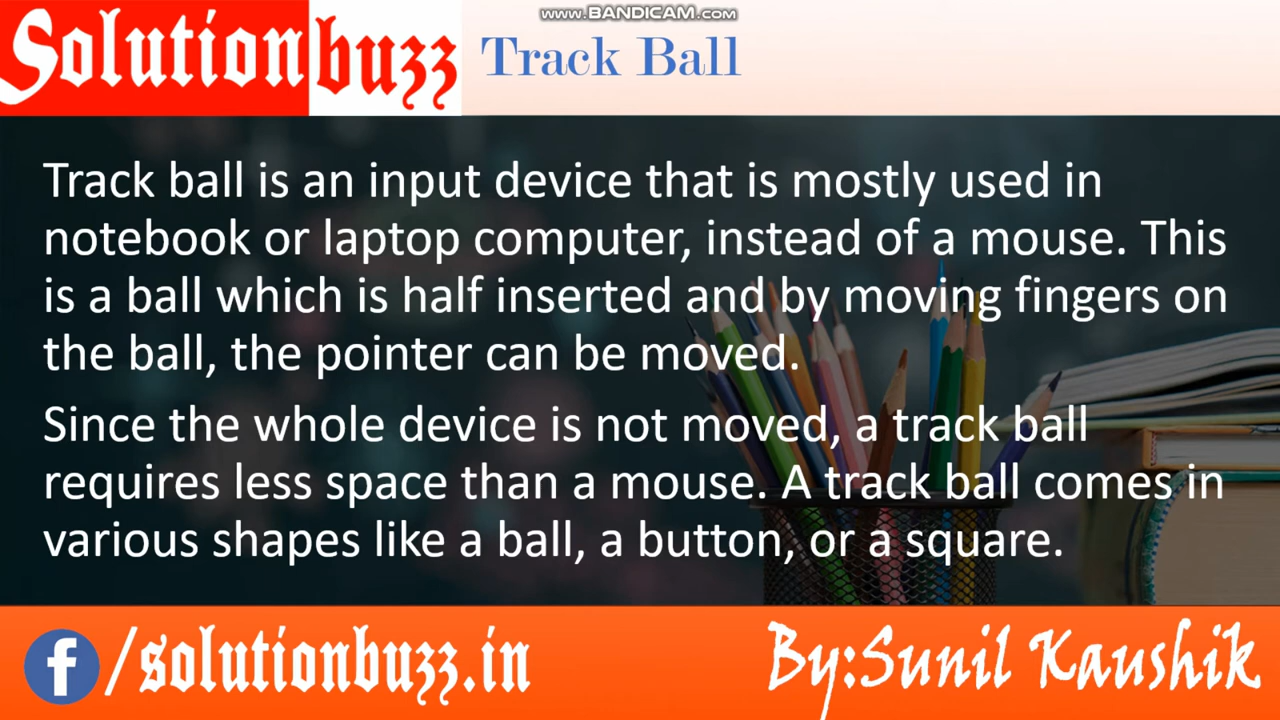 www.BANDICAM.com
Solutionbuzz Track Ball
Track ball is an input device that is mostly used in
notebook or laptop computer, instead of a mouse. This
is a ball which is half inserted and by moving fingers on
the ball, the pointer can be moved.
Since the whole device is not moved, a track ball
requires less space than a mouse. A track ball comes in
various shapes like a ball, a button, or a square.
f/solutionbuzz.in By:Sunil Kaushik